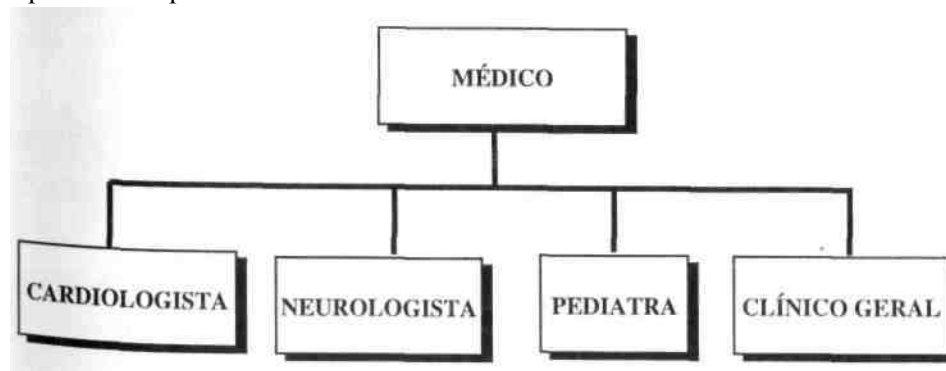 MÉDICO
CARDIOLOGISTA
NEUROLOGISTA
PEDIATRA
CLÍNICO GERAL